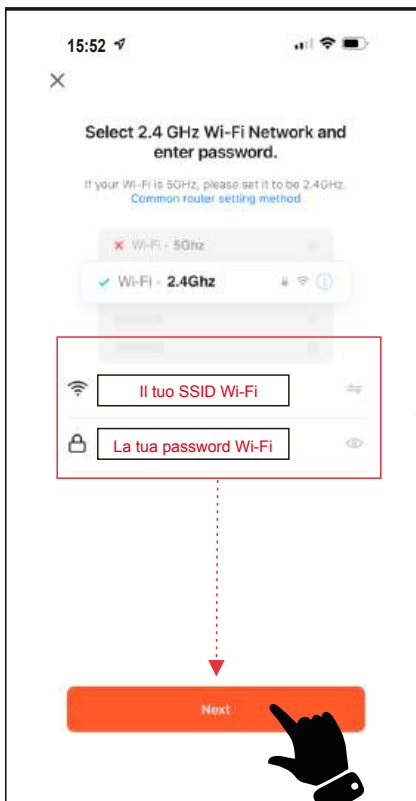 15:52
Select 2.4 GHz Wi-Fi Network and
enter password.
If your Wi-Fi is 5GHz, please set it to be 2.4GHz.
Common router setting method
Wi-Fi - 5Ghz
Wi-Fi - 2.4Ghz
Il tuo SSID Wi-Fi
La tua password Wi-Fi
Next